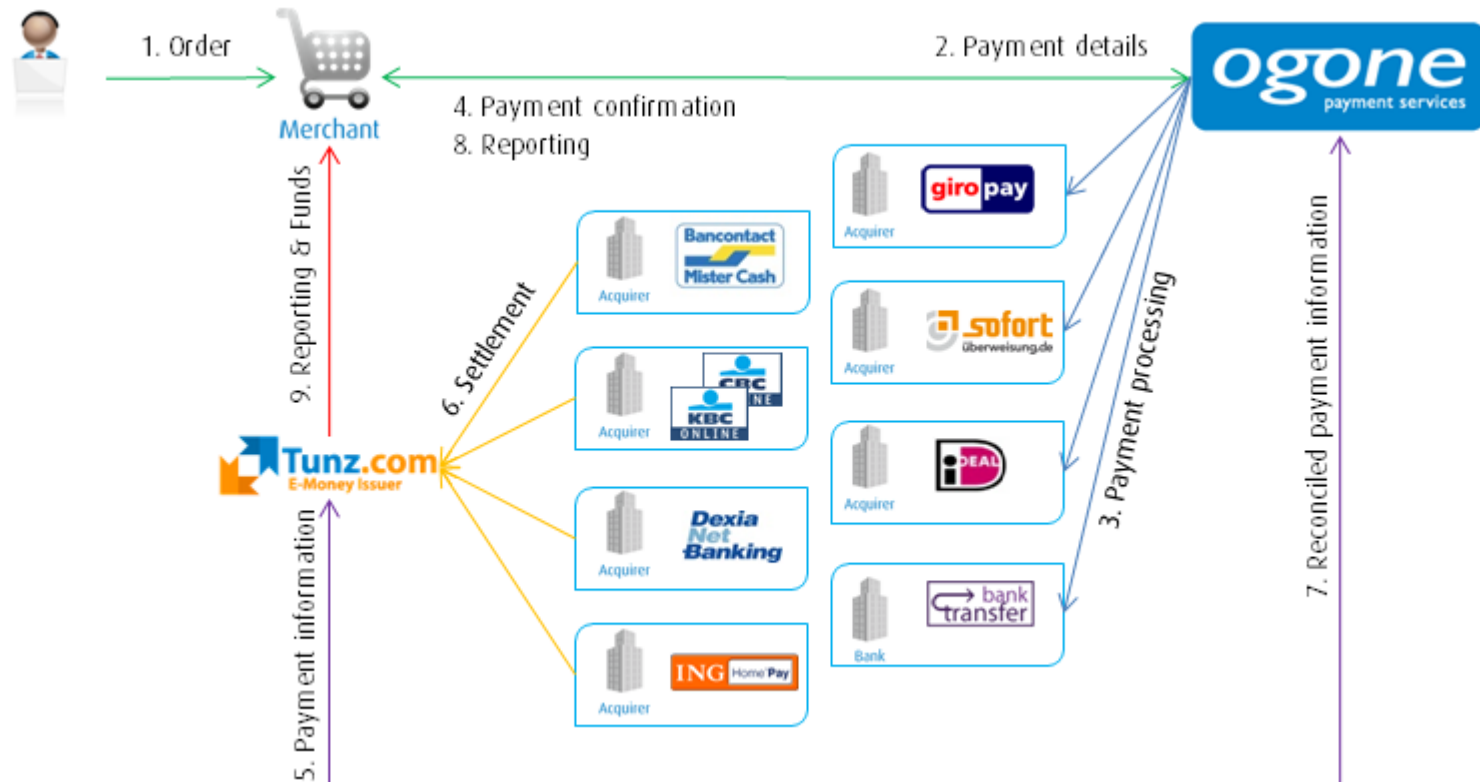 1. Order
2. Payment details
ogone
payment services
Merchant
4. Payment confirmation
8. Reporting
9. Reporting & Funds
Acquirer
giropay
Acquirer
Bancontact
Mister Cash
6. Settlement
Acquirer
sofort
überweisung.de
3. Payment processing
7. Reconciled payment information
Acquirer
CBC
NE
KBC
ONLINE
Tunz.com
E-Money Issuer
Acquirer
iDEAL
5. Payment information
Acquirer
Dexia
Net
Banking
Bank
bank
transfer
Acquirer
ING Home'Pay